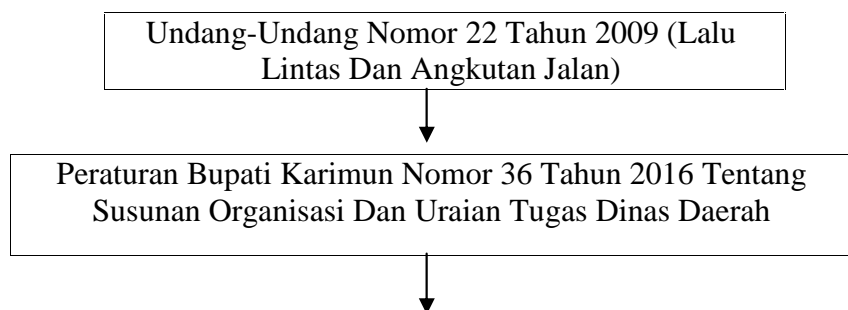 Undang-Undang Nomor 22 Tahun 2009 (Lalu
Lintas Dan Angkutan Jalan)
Peraturan Bupati Karimun Nomor 36 Tahun 2016 Tentang
Susunan Organisasi Dan Uraian Tugas Dinas Daerah